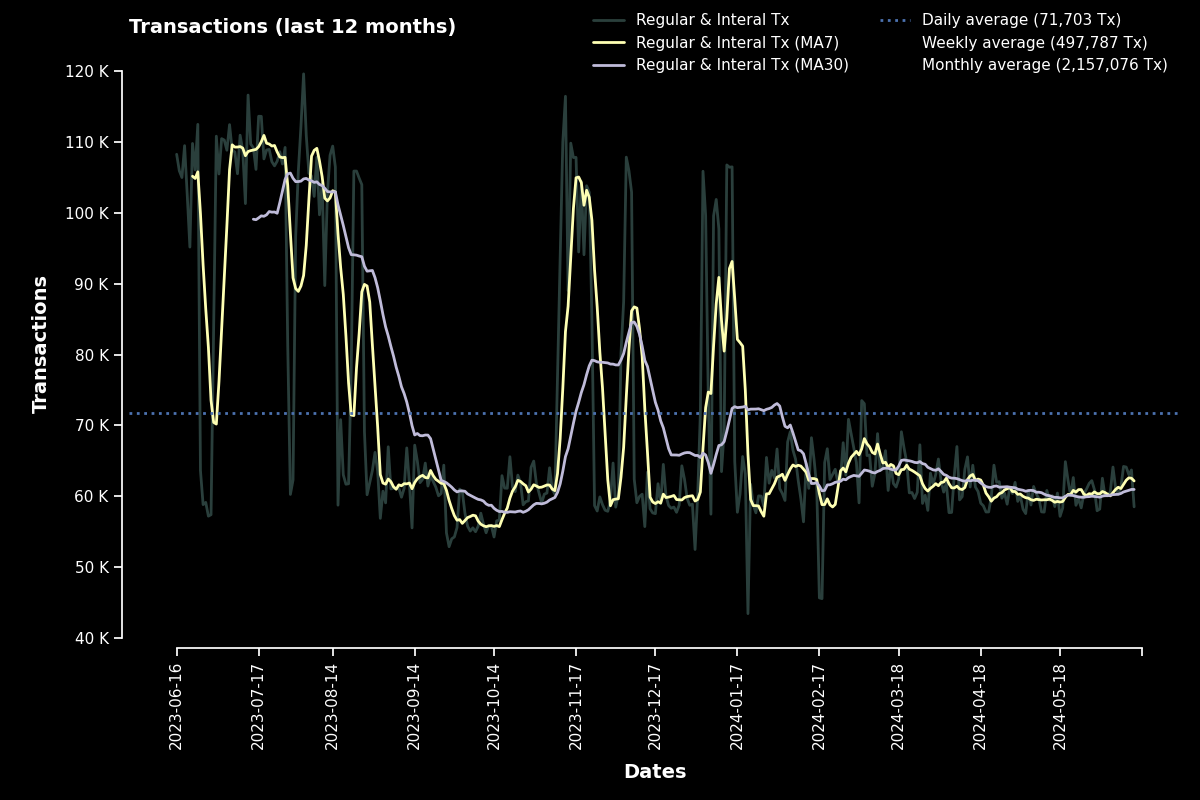 Transactions (last 12 months)
Regular & Interal Tx
Regular & Interal Tx (MA7)
Regular & Interal Tx (MA30)
Daily average (71,703 Tx)
Weekly average (497,787 Tx)
Monthly average (2,157,076 Tx)
120 K
110 K
100 K
90 K
80 K
70 K
60 K
50 K
40 K
Transactions
2023-06-16
2023-07-17
2023-08-14
2023-09-14
2023-10-14
2023-11-17
2023-12-17
2024-01-17
2024-02-17
2024-03-18
2024-04-18
2024-05-18
Dates